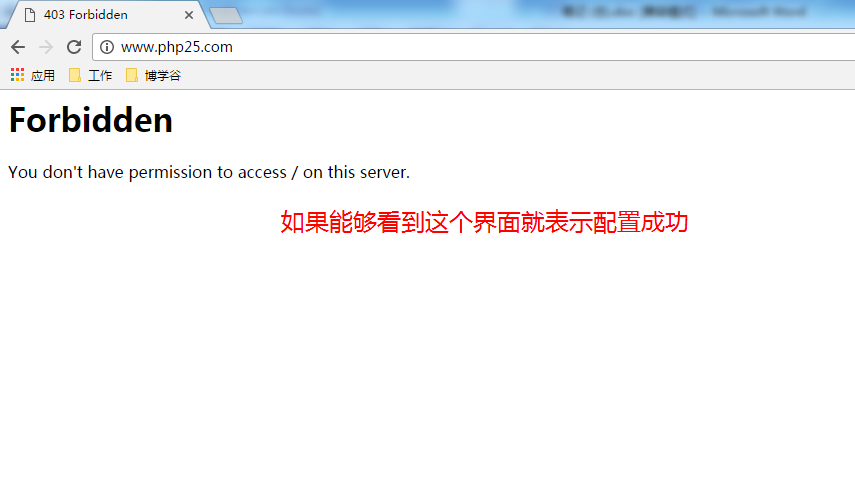 403 Forbidden
www.php25.com
应用 工作 博学谷
Forbidden
You don't have permission to access / on this server.
如果能够看到这个界面就表示配置成功